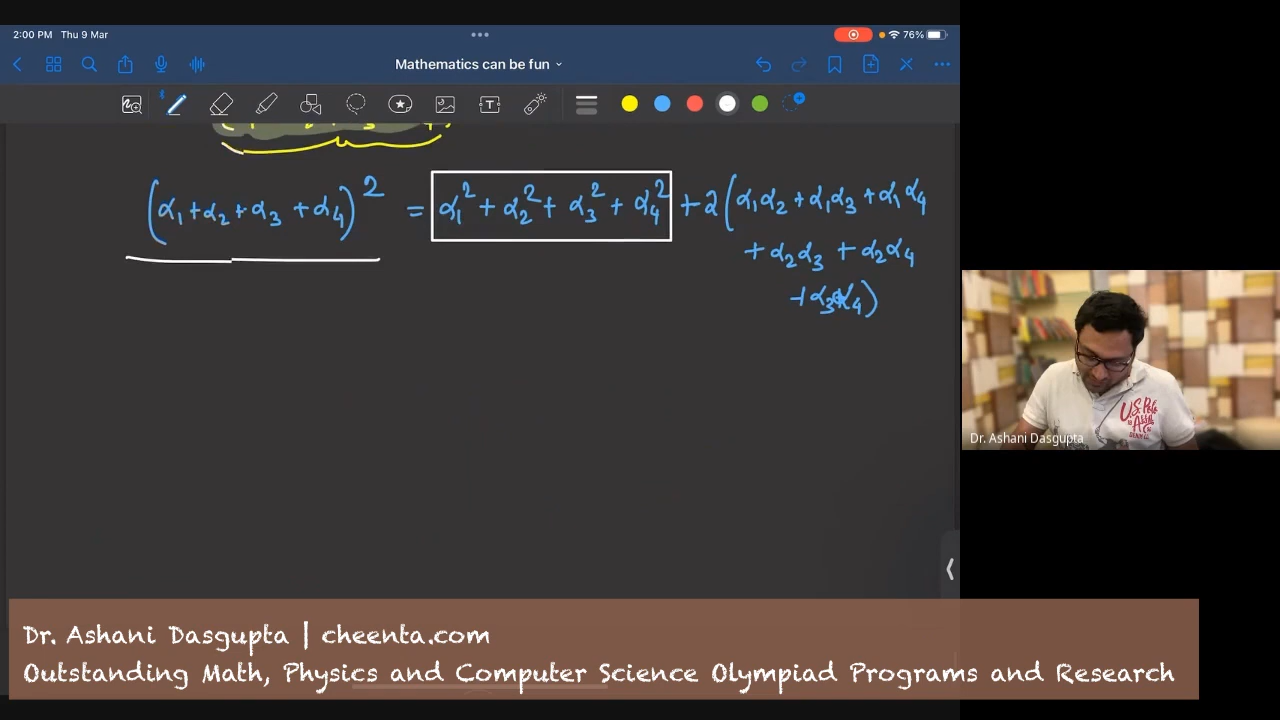 2:00 PM Thu 9 Mar
76%
Mathematics can be fun
(α₁+α₂+α₃+α₄)² = α₁²+α₂²+α₃²+α₄² +2(α₁α₂+α₁α₃+α₁α₄
+α₂α₃+α₂α₄
+α₃α₄)
U.S. Polo
Assn.
Dr. Ashani Dasgupta
Dr. Ashani Dasgupta | cheenta.com
Outstanding Math, Physics and Computer Science Olympiad Programs and Research